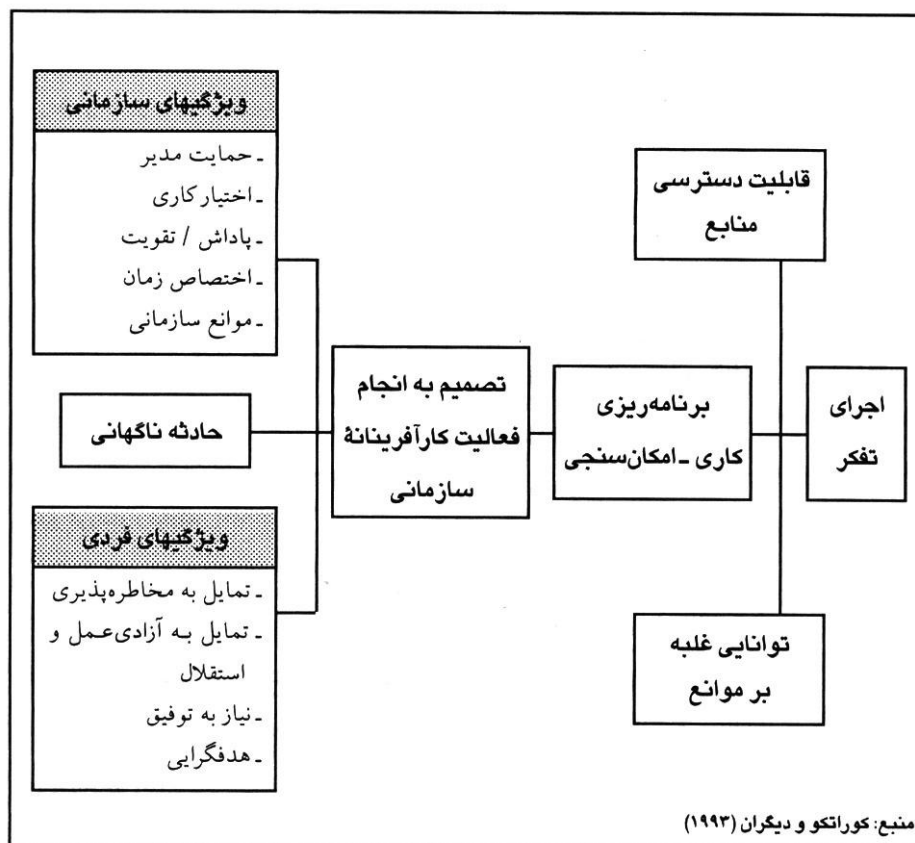 ویژگیهای سازمانی
ـ حمایت مدیر
ـ اختیار کاری
ـ پاداش / تقویت
ـ اختصاص زمان
ـ موانع سازمانی
حادثه ناگهانی
ویژگیهای فردی
ـ تمایل به مخاطره‌پذیری
ـ تمایل به آزادی‌عمل و
استقلال
ـ نیاز به توفیق
ـ هدفگرایی
تصمیم به انجام
فعالیت کارآفرینانهٔ
سازمانی
برنامه‌ریزی
کاری ـ امکان‌سنجی
قابلیت دسترسی
منابع
اجرای
تفکر
توانایی غلبه
بر موانع
منبع: کوراتکو و دیگران (۱۹۹۳)